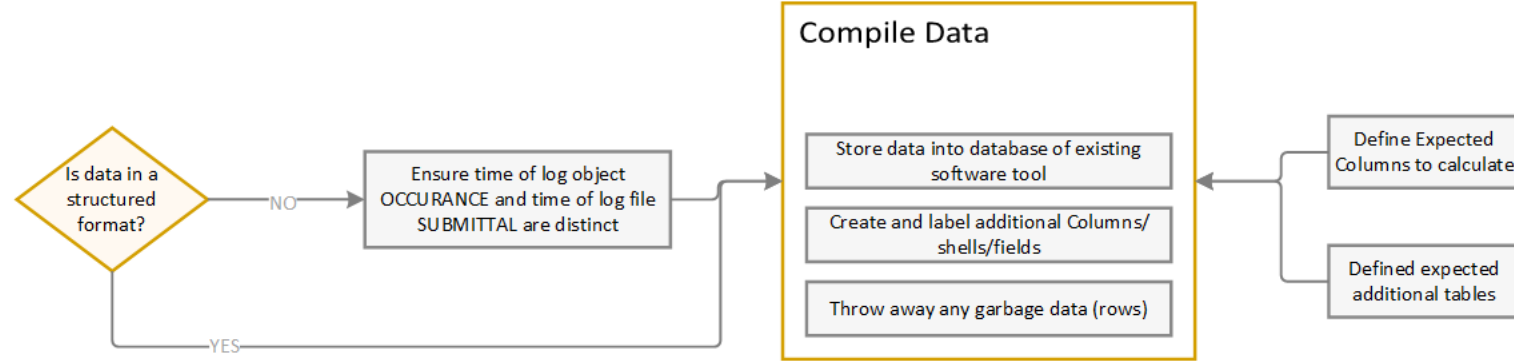 Is data in a
structured
format?
NO
YES
Ensure time of log object
OCCURANCE and time of log file
SUBMITTAL are distinct
Compile Data
Store data into database of existing
software tool
Create and label additional Columns/
shells/fields
Throw away any garbage data (rows)
Define Expected
Columns to calculate
Defined expected
additional tables